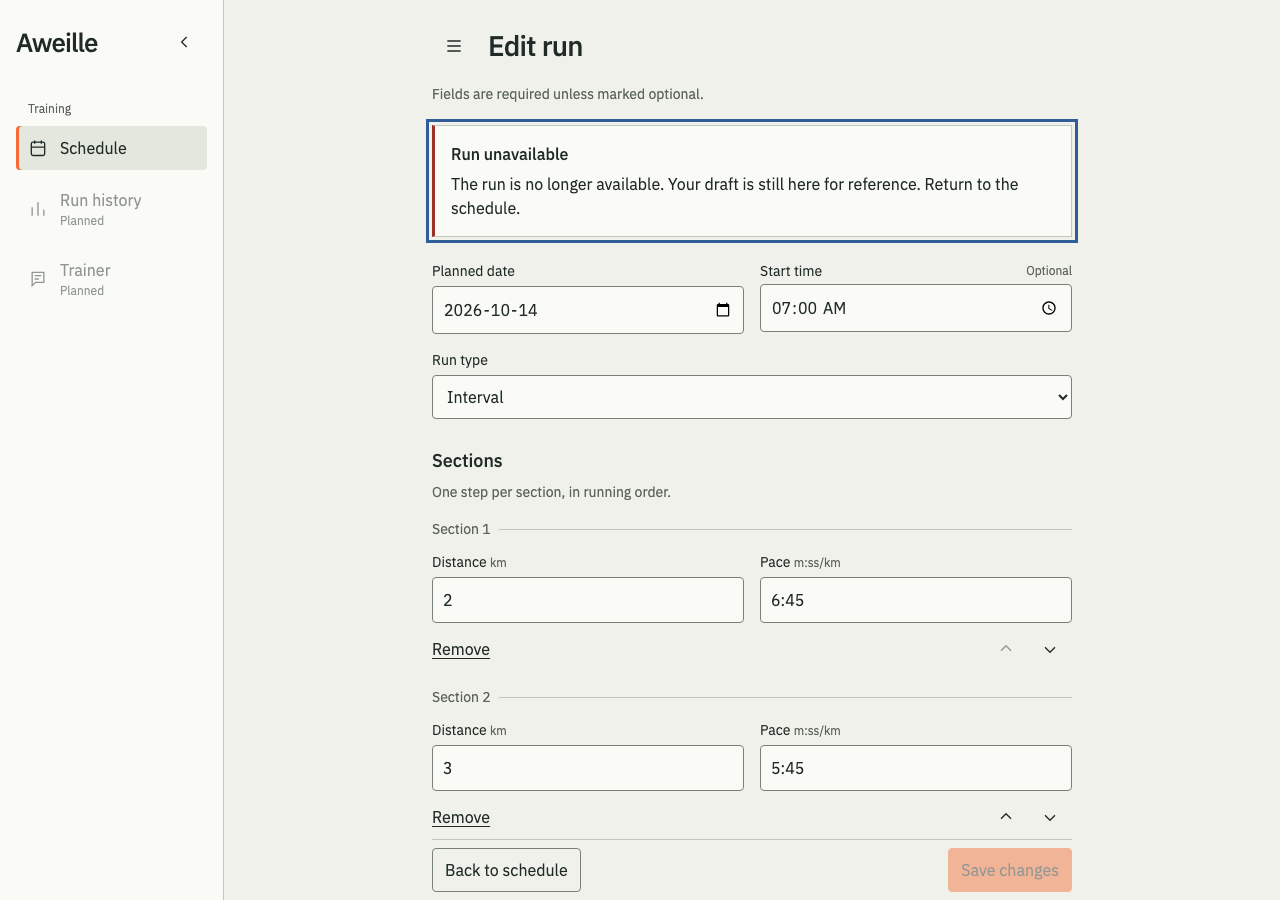 Aweille
Training
Schedule
Run history
Planned
Trainer
Planned
Edit run
Fields are required unless marked optional.
Run unavailable
The run is no longer available. Your draft is still here for reference. Return to the
schedule.
Planned date
Start time Optional
2026-10-14
07:00 AM
Run type
Interval
Sections
One step per section, in running order.
Section 1
Distance km
Pace m:ss/km
2
6:45
Remove
Section 2
Distance km
Pace m:ss/km
3
5:45
Remove
Back to schedule
Save changes